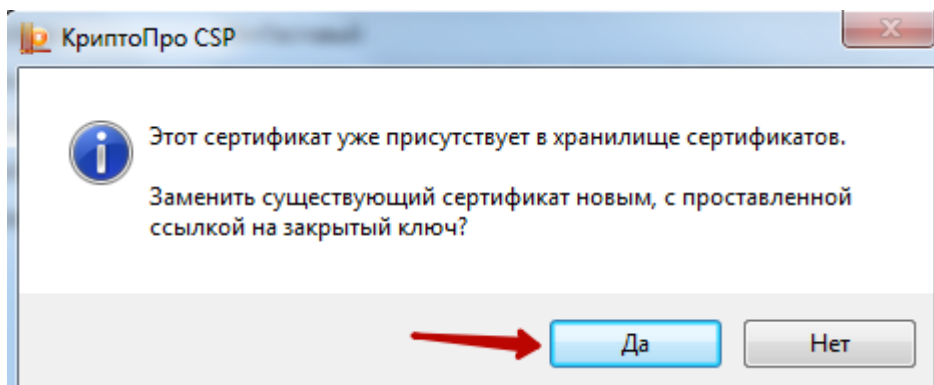 КриптоПро CSP
Этот сертификат уже присутствует в хранилище сертификатов.
Заменить существующий сертификат новым, с проставленной
ссылкой на закрытый ключ?
Да
Нет